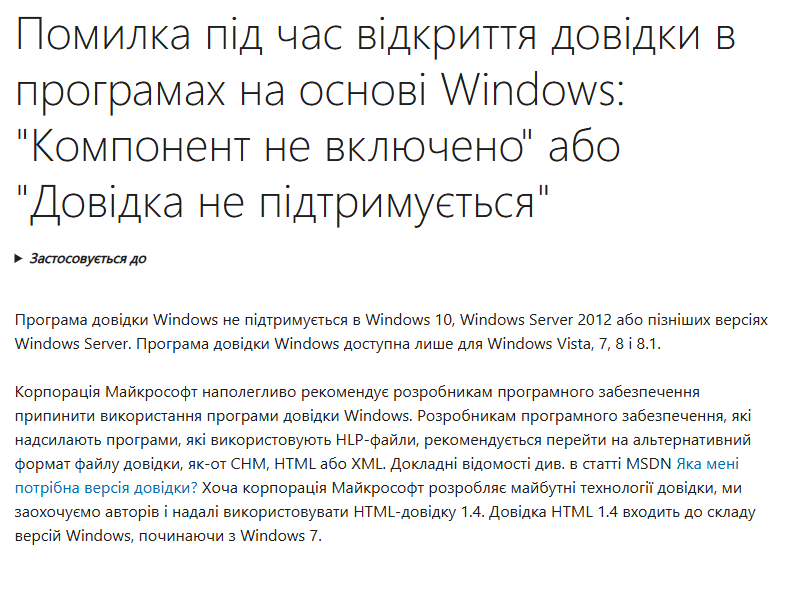 Помилка під час відкриття довідки в
програмах на основі Windows:
"Компонент не включено" або
"Довідка не підтримується"
Застосовується до
Програма довідки Windows не підтримується в Windows 10, Windows Server 2012 або пізніших версіях
Windows Server. Програма довідки Windows доступна лише для Windows Vista, 7, 8 і 8.1.
Корпорація Майкрософт наполегливо рекомендує розробникам програмного забезпечення
припинити використання програми довідки Windows. Розробникам програмного забезпечення, які
надсилають програми, які використовують HLP-файли, рекомендується перейти на альтернативний
формат файлу довідки, як-от CHM, HTML або XML. Докладні відомості див. в статті MSDN Яка мені
потрібна версія довідки? Хоча корпорація Майкрософт розробляє майбутні технології довідки, ми
заохочуємо авторів і надалі використовувати HTML-довідку 1.4. Довідка HTML 1.4 входить до складу
версій Windows, починаючи з Windows 7.